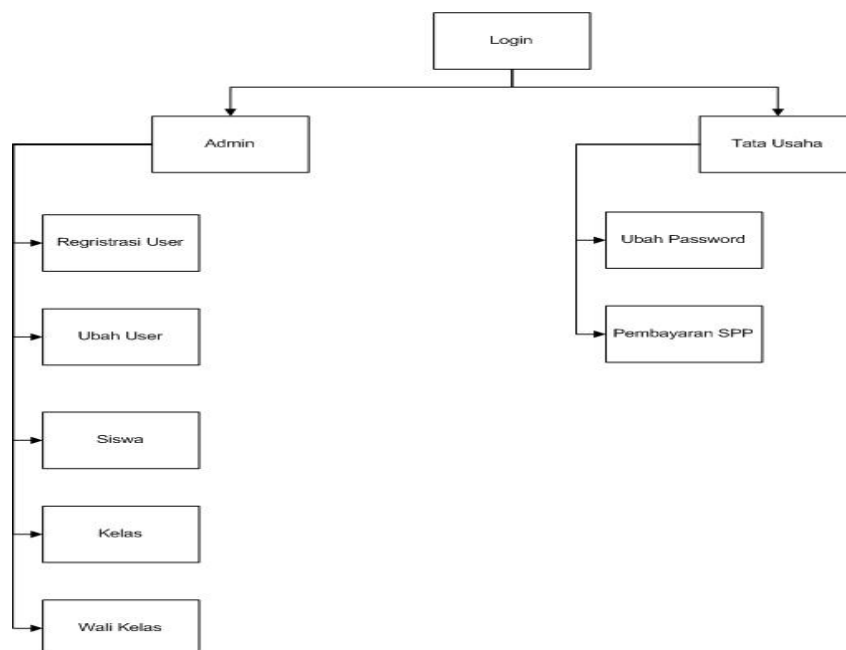 Login
Admin
Tata Usaha
Regristrasi User
Ubah User
Siswa
Kelas
Wali Kelas
Ubah Password
Pembayaran SPP